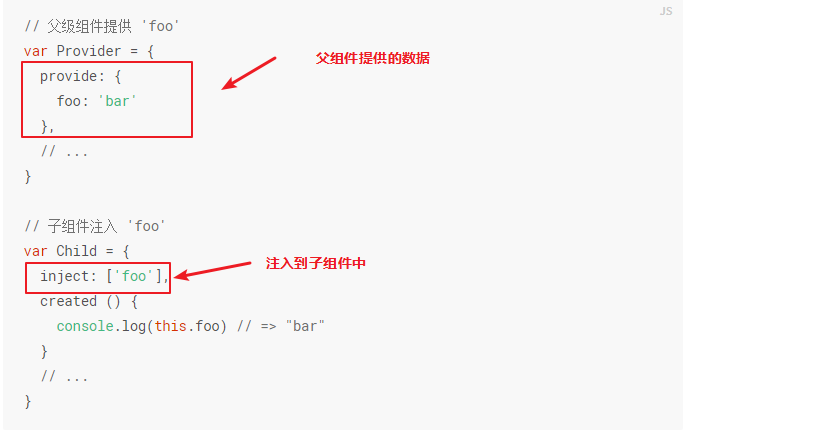 JS
// 父级组件提供 'foo'
var Provider = {
  provide: {
    foo: 'bar'
  },
  // ...
}
父组件提供的数据
// 子组件注入 'foo'
var Child = {
  inject: ['foo'],
  created () {
    console.log(this.foo) // => "bar"
  }
  // ...
}
注入到子组件中